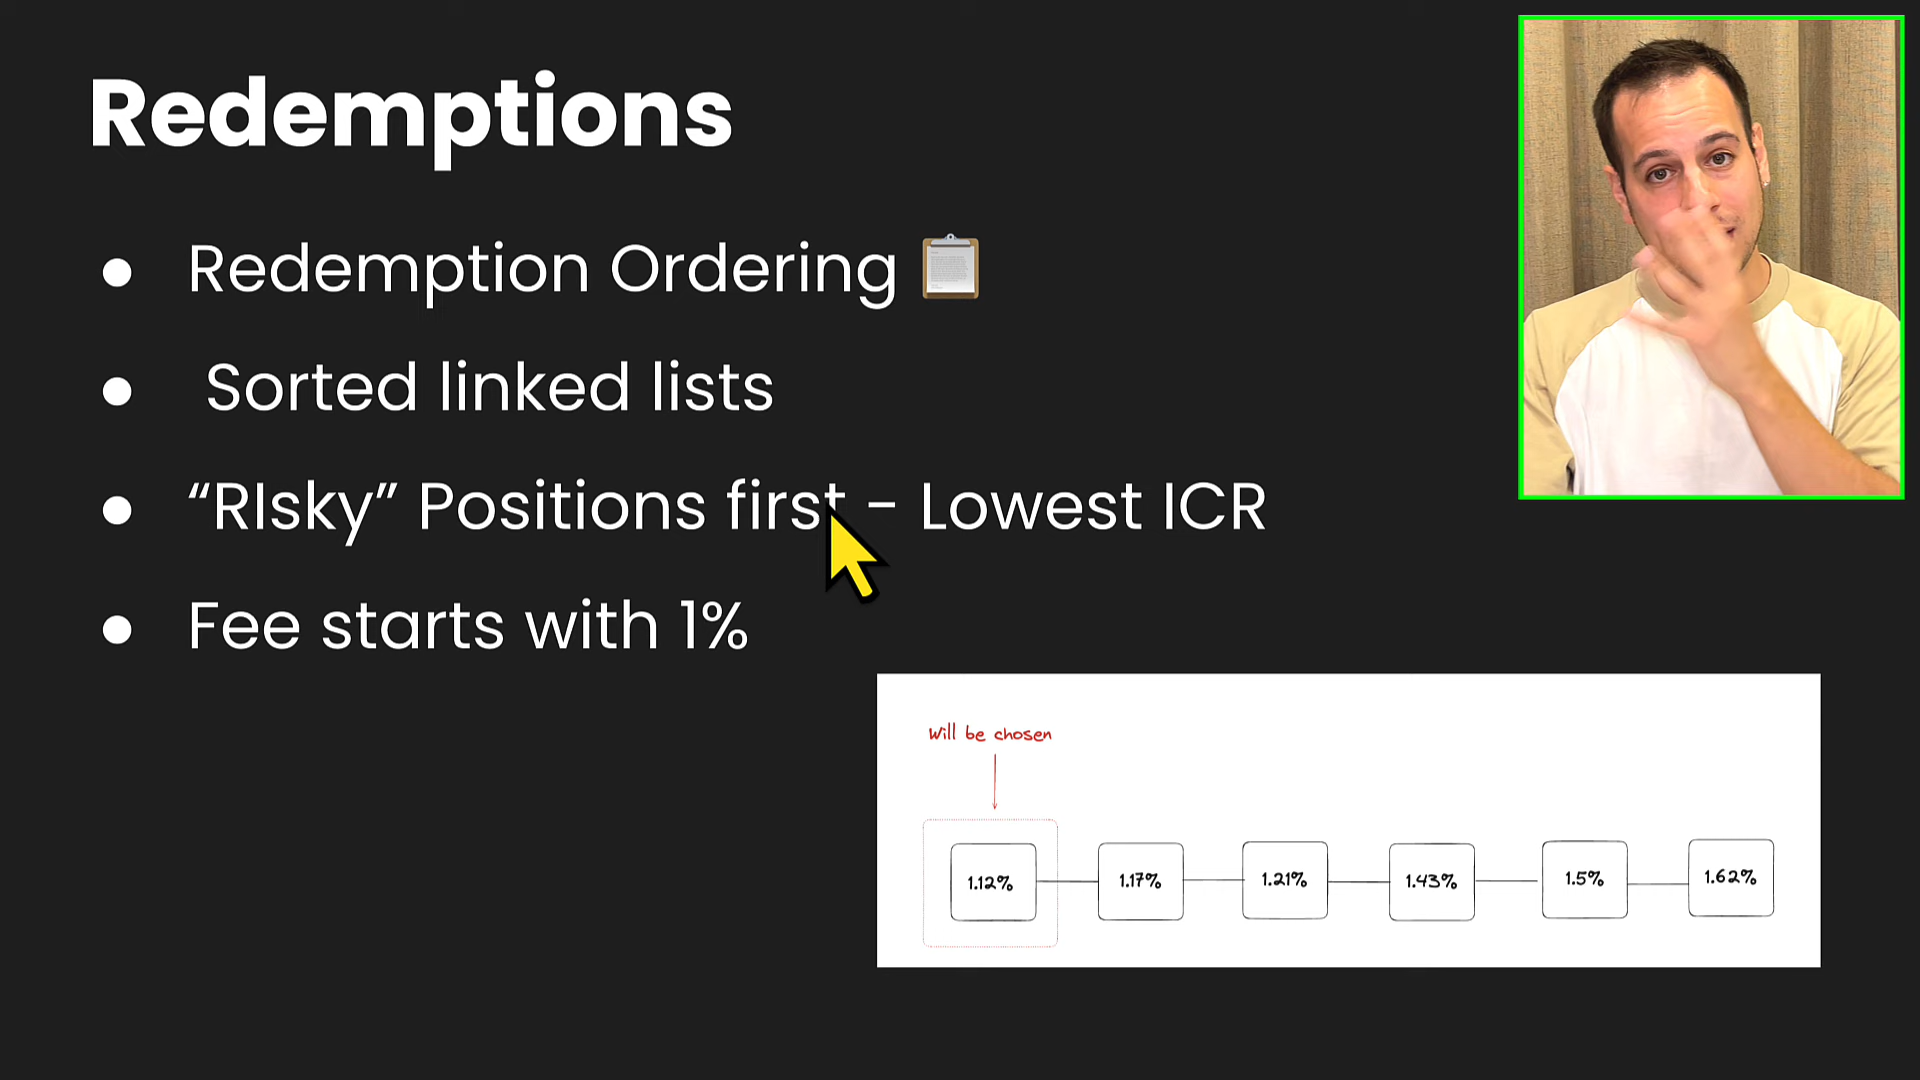 Redemptions
● Redemption Ordering 📋
● Sorted linked lists
● “RIsky” Positions first - Lowest ICR
● Fee starts with 1%
Will be chosen
1.12% 1.17% 1.21% 1.43% 1.5% 1.62%